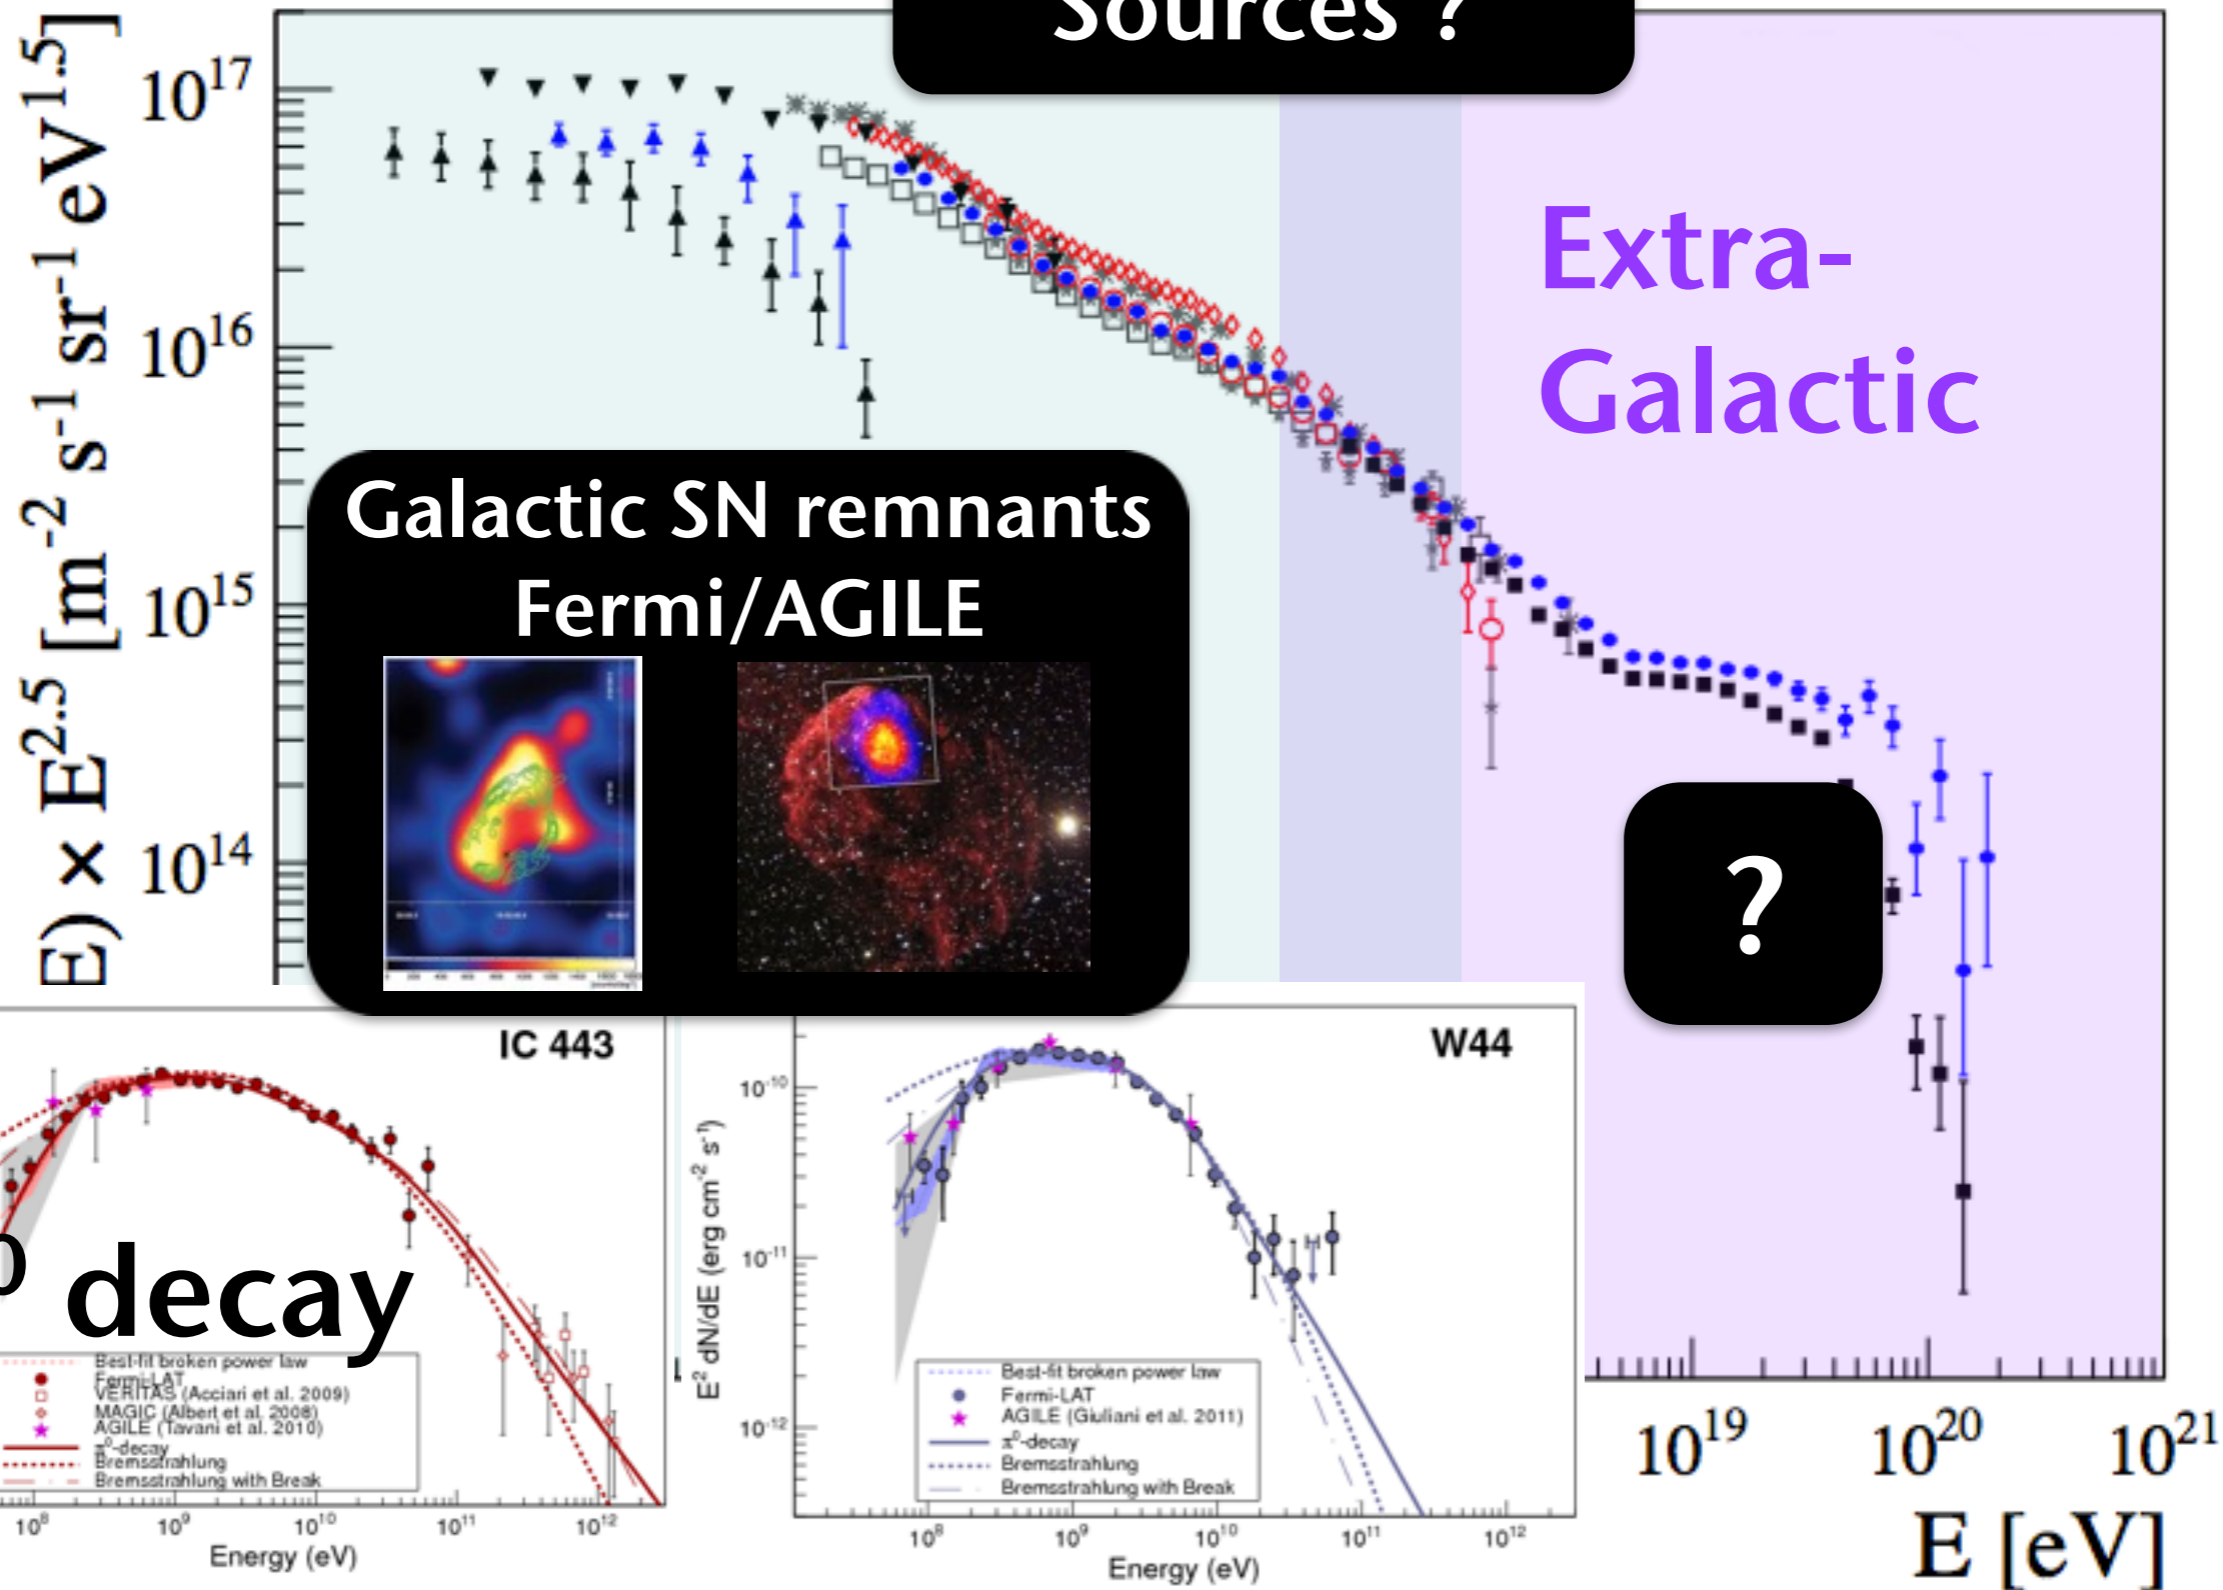 Sources ?
E) × E^2.5 [m^-2 s^-1 sr^-1 eV^1.5]
10^17
10^16
10^15
10^14
Extra-
Galactic
Galactic SN remnants
Fermi/AGILE
?
IC 443
^0 decay
Best-fit broken power law
Fermi-LAT
VERITAS (Acciari et al. 2009)
MAGIC (Albert et al. 2008)
AGILE (Tavani et al. 2010)
π^0-decay
Bremsstrahlung
Bremsstrahlung with Break
10^8 10^9 10^10 10^11 10^12
Energy (eV)
W44
E^2 dN/dE (erg cm^-2 s^-1)
10^-10
10^-11
10^-12
Best-fit broken power law
Fermi-LAT
AGILE (Giuliani et al. 2011)
π^0-decay
Bremsstrahlung
Bremsstrahlung with Break
10^8 10^9 10^10 10^11 10^12
Energy (eV)
10^19 10^20 10^21
E [eV]